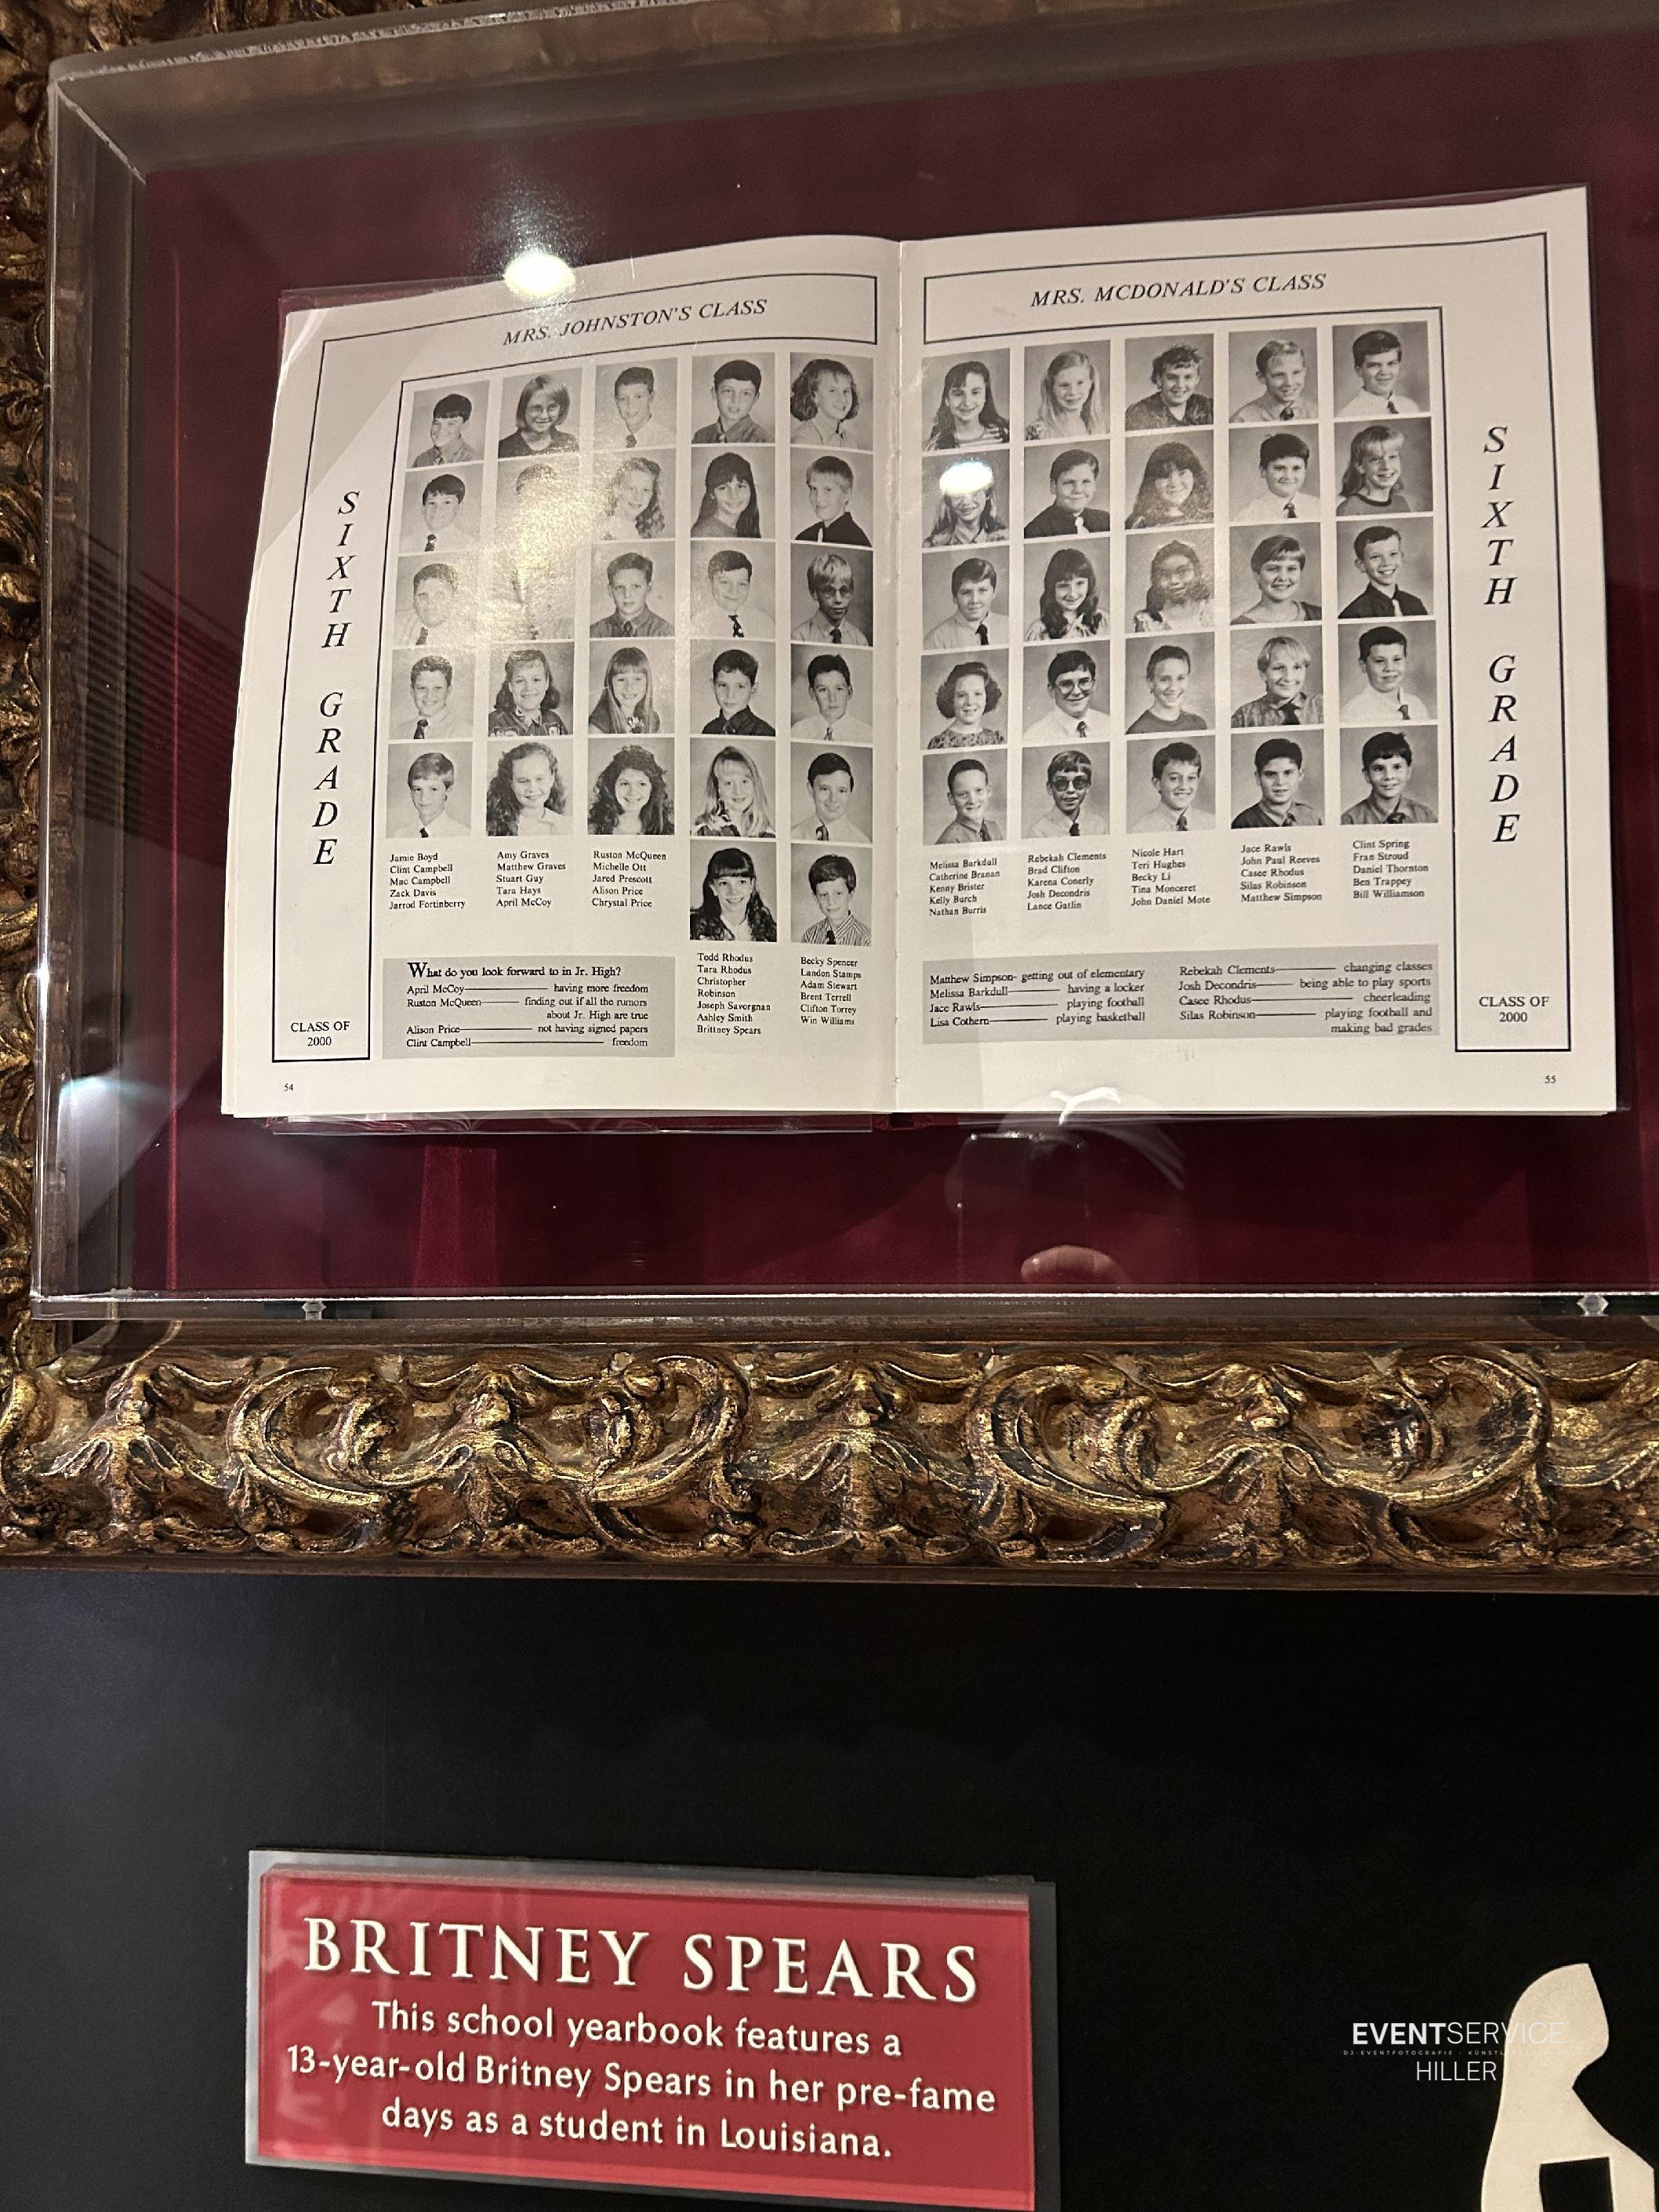 MRS. JOHNSTON'S CLASS
SIXTH GRADE
CLASS OF
2000
Jamie Boyd
Clint Campbell
Mac Campbell
Zack Davis
Jarrod Fortinberry
Amy Graves
Matthew Graves
Stuart Guy
Tara Hays
April McCoy
Ruston McQueen
Michelle Ott
Jared Prescott
Alison Price
Chrystal Price
Todd Rhodus
Tara Rhodus
Christopher
Robinson
Joseph Savorgnan
Ashley Smith
Brittney Spears
Becky Spencer
Landon Stamps
Adam Stewart
Brent Terrell
Clifton Torrey
Win Williams
What do you look forward to in Jr. High?
April McCoy—having more freedom
Ruston McQueen—finding out if all the rumors
about Jr. High are true
Alison Price—not having signed papers
Clint Campbell—freedom
54
MRS. MCDONALD'S CLASS
SIXTH GRADE
CLASS OF
2000
Melissa Barkdull
Catherine Branan
Kenny Brister
Kelly Burch
Nathan Burris
Rebekah Clements
Brad Clifton
Karena Conerly
Josh Decondris
Lance Gatlin
Nicole Hart
Teri Hughes
Becky Li
Tina Monceret
John Daniel Mote
Jace Rawls
John Paul Reeves
Casee Rhodus
Silas Robinson
Matthew Simpson
Clint Spring
Fran Stroud
Daniel Thornton
Ben Trappey
Bill Williamson
Matthew Simpson- getting out of elementary
Melissa Barkdull—having a locker
Jace Rawls—playing football
Lisa Cothern—playing basketball
Rebekah Clements—changing classes
Josh Decondris—being able to play sports
Casee Rhodus—cheerleading
Silas Robinson—playing football and
making bad grades
55
BRITNEY SPEARS
This school yearbook features a
13-year-old Britney Spears in her pre-fame
days as a student in Louisiana.
EVENTSERVICE
DJ-EVENTFOTOGRAFIE
HILLER